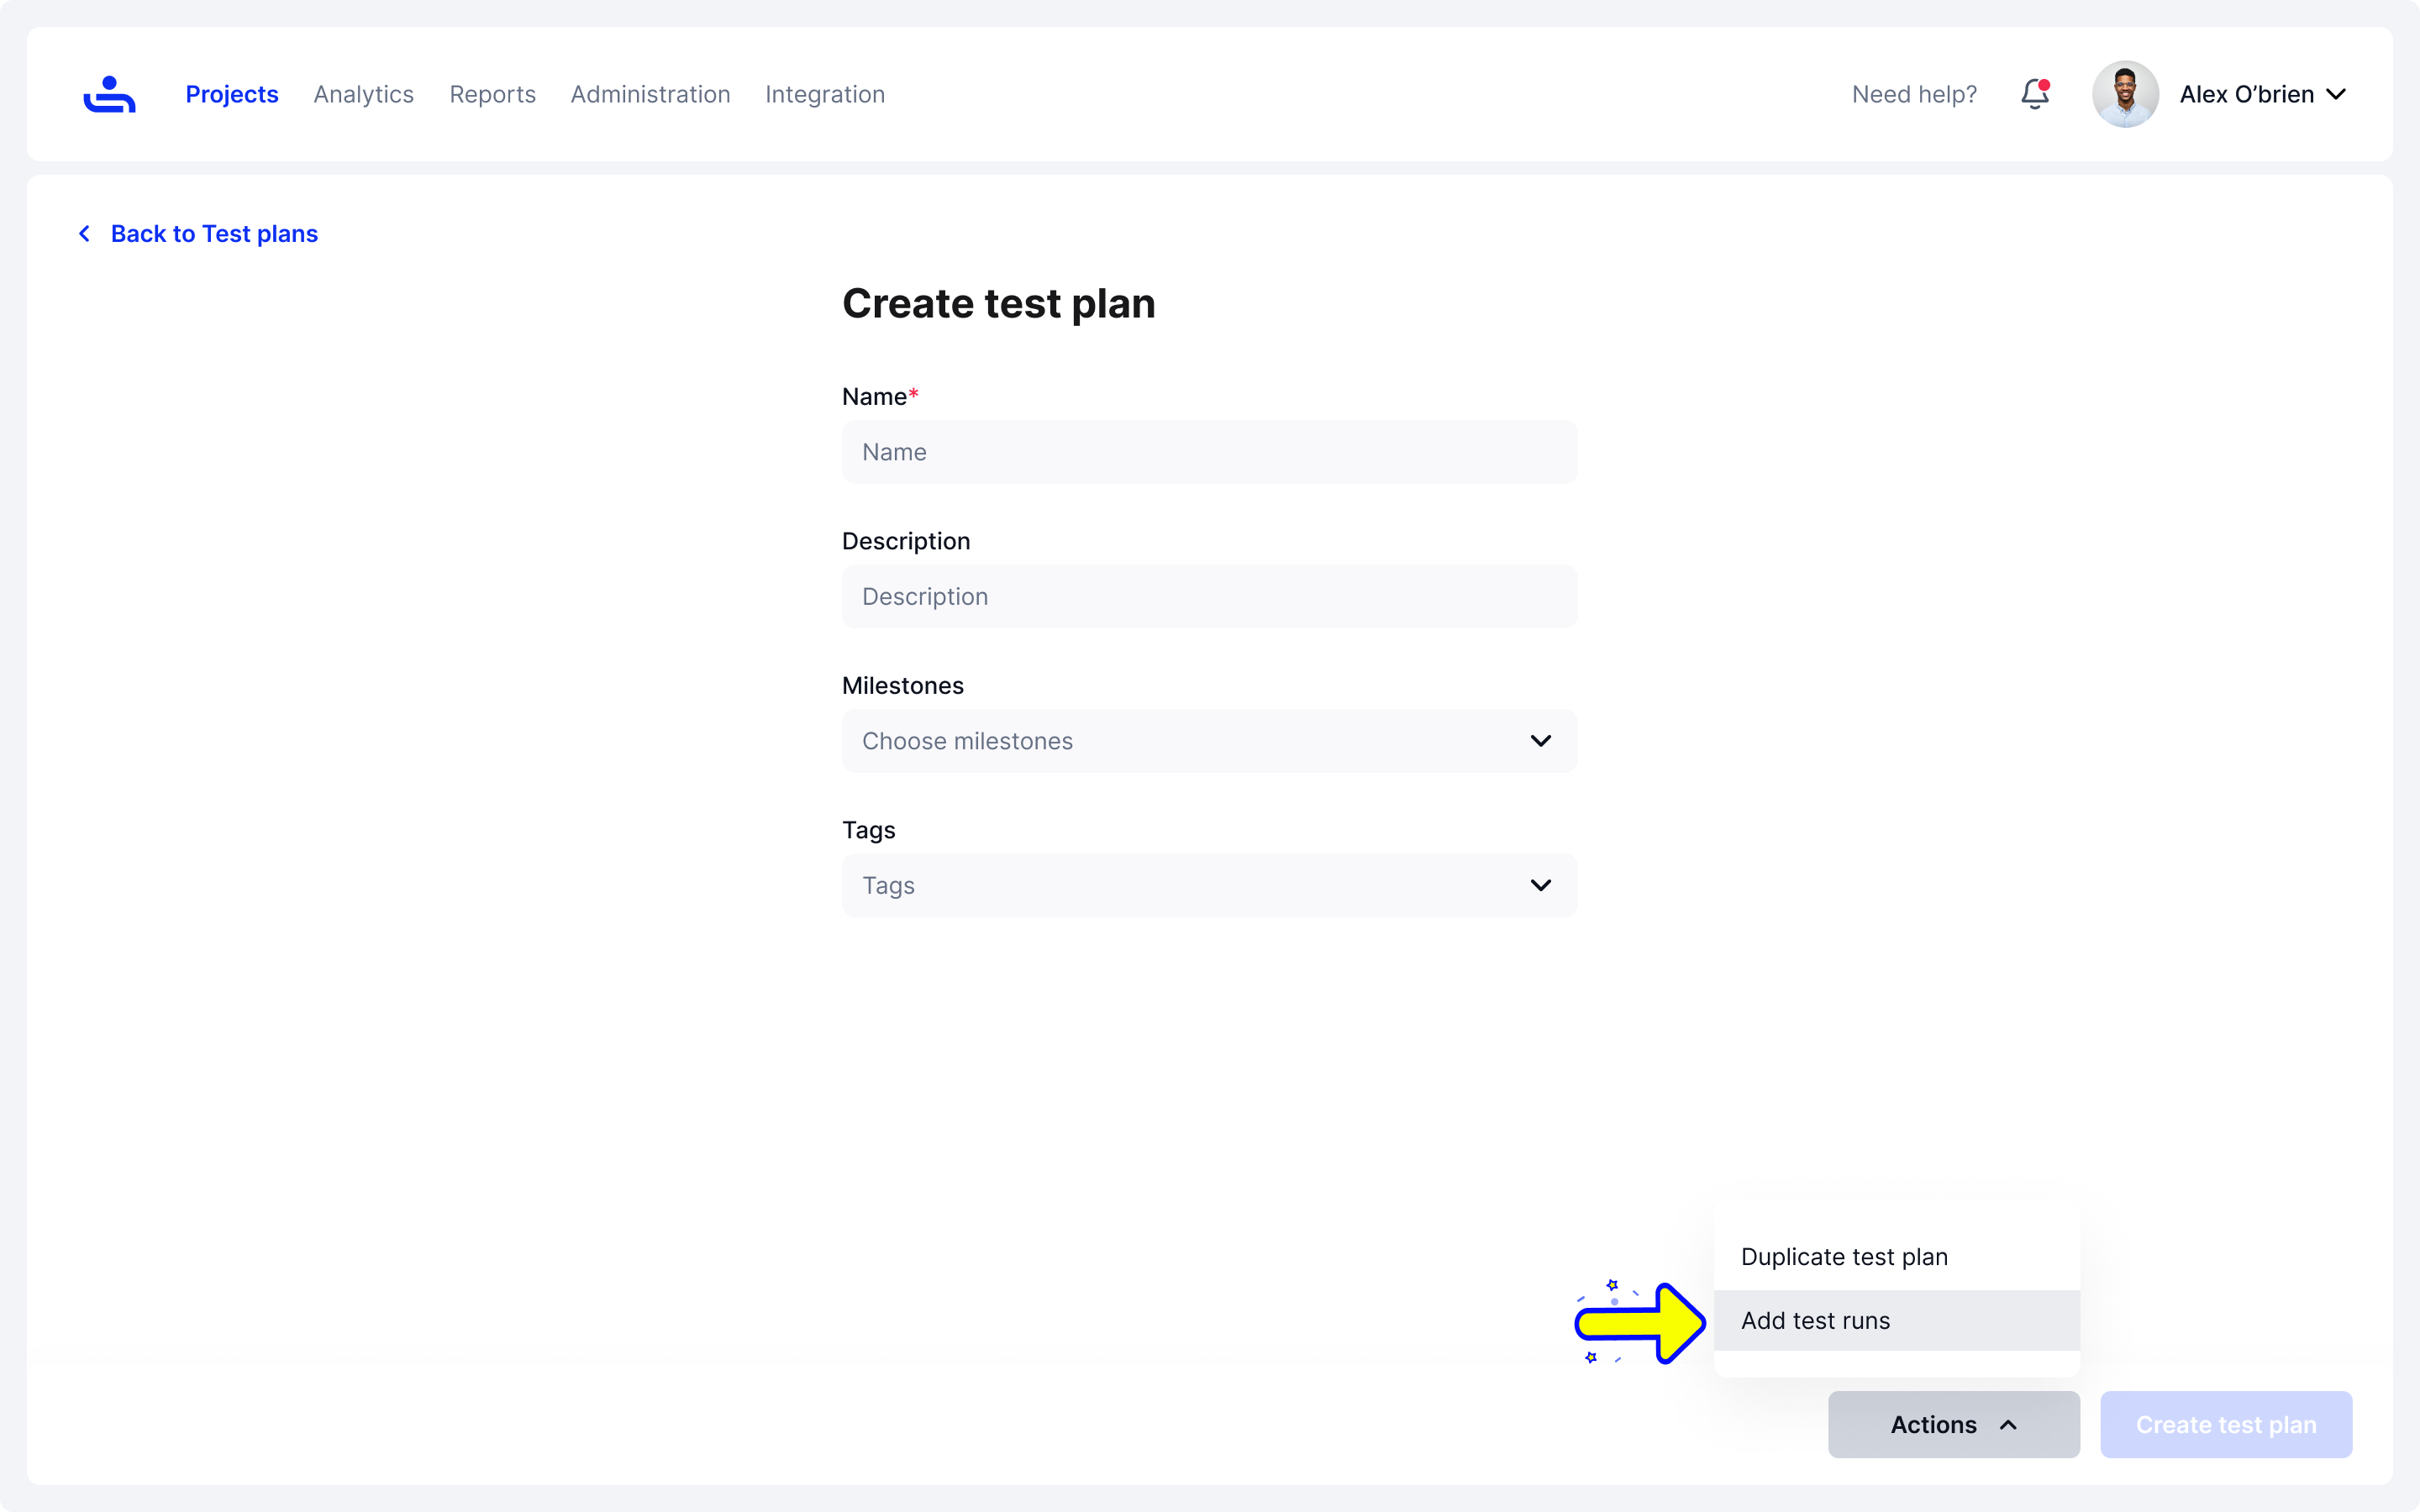 Projects Analytics Reports Administration Integration Need help? Alex O’brien
Back to Test plans
Create test plan
Name*
Name
Description
Description
Milestones
Choose milestones
Tags
Tags
Duplicate test plan
Add test runs
Actions Create test plan